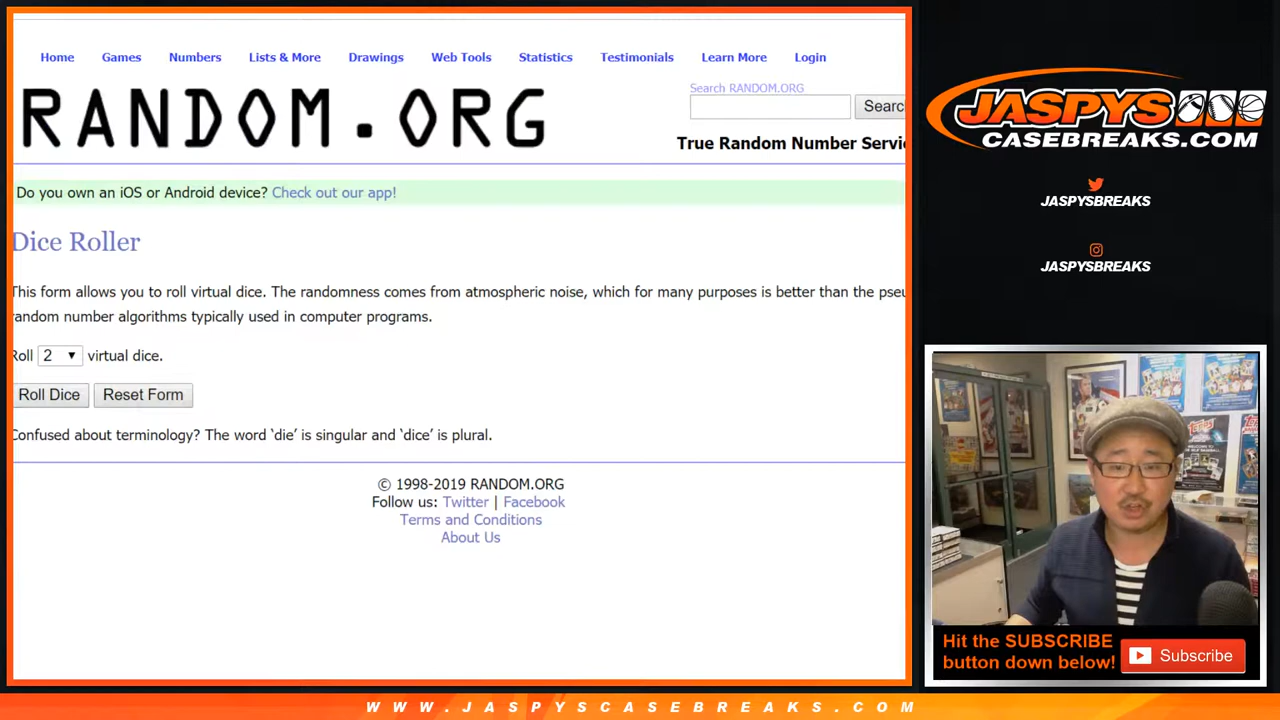 Home Games Numbers Lists & More Drawings Web Tools Statistics Testimonials Learn More Login
RANDOM.ORG
Search RANDOM.ORG
Searc
True Random Number Servi
Do you own an iOS or Android device? Check out our app!
Dice Roller
This form allows you to roll virtual dice. The randomness comes from atmospheric noise, which for many purposes is better than the pseu
random number algorithms typically used in computer programs.
Roll 2 virtual dice.
Roll Dice Reset Form
Confused about terminology? The word ‘die’ is singular and ‘dice’ is plural.
© 1998-2019 RANDOM.ORG
Follow us: Twitter | Facebook
Terms and Conditions
About Us
JASPYS
CASEBREAKS.COM
JASPYSBREAKS
JASPYSBREAKS
Topps
Hit the SUBSCRIBE
button down below!
Subscribe
WWW.JASPYSCASEBREAKS.COM